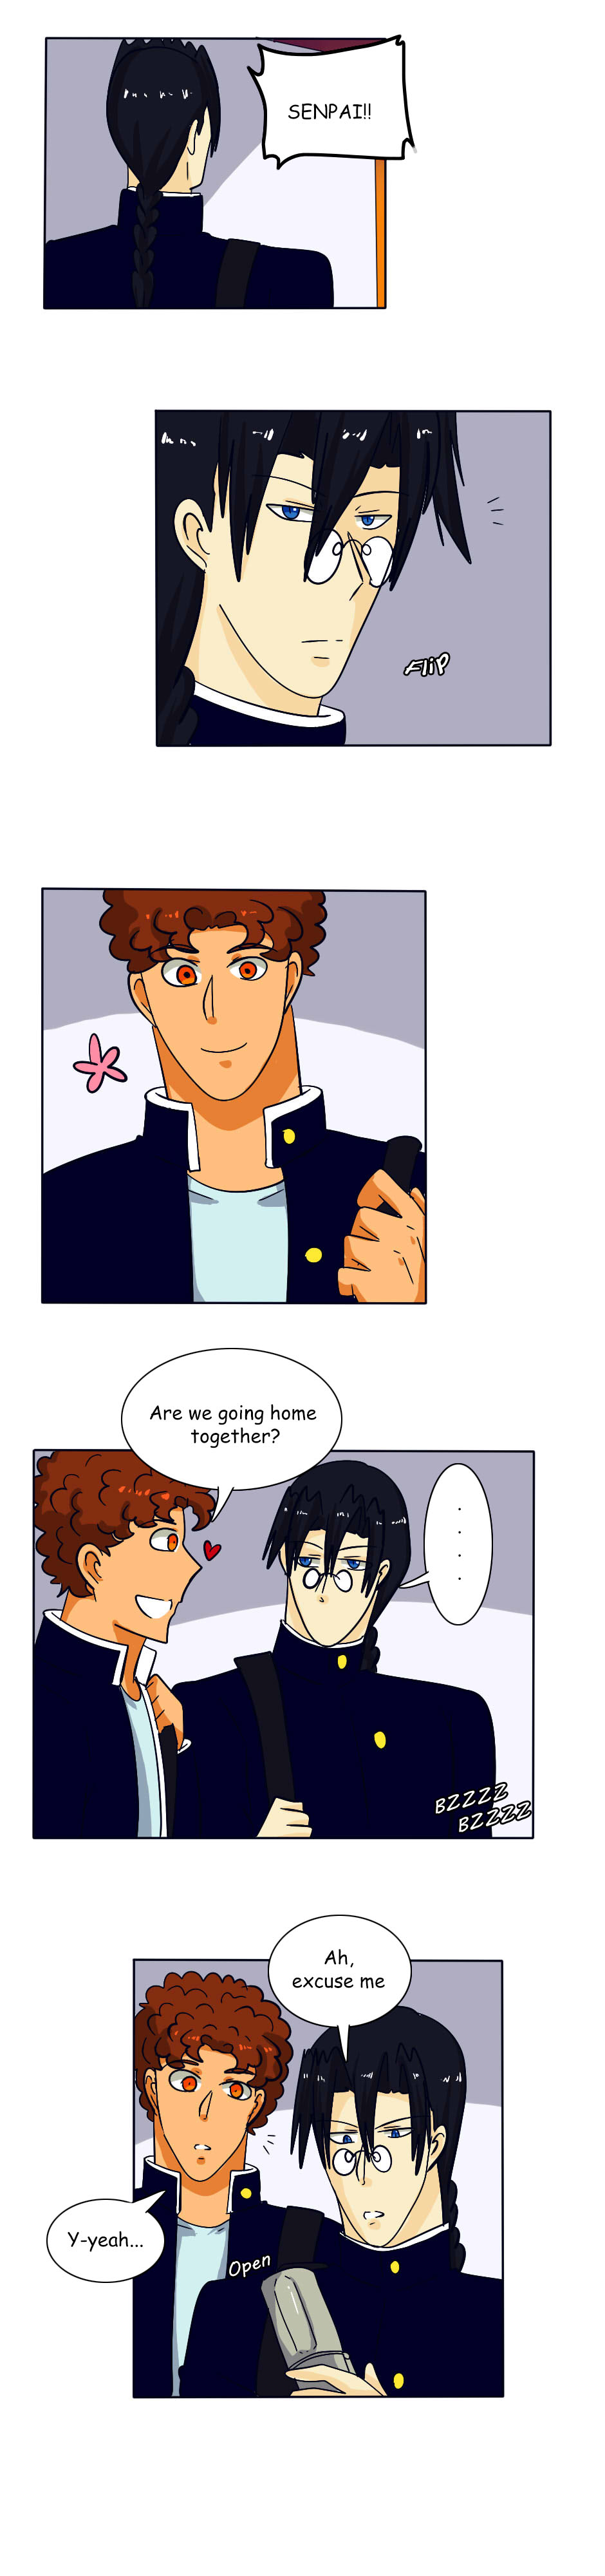 SENPAI!!
FLiP
Are we going home
together?
. . . .
BZZZZ
BZZZZ
Ah,
excuse me
Y-yeah...
Open